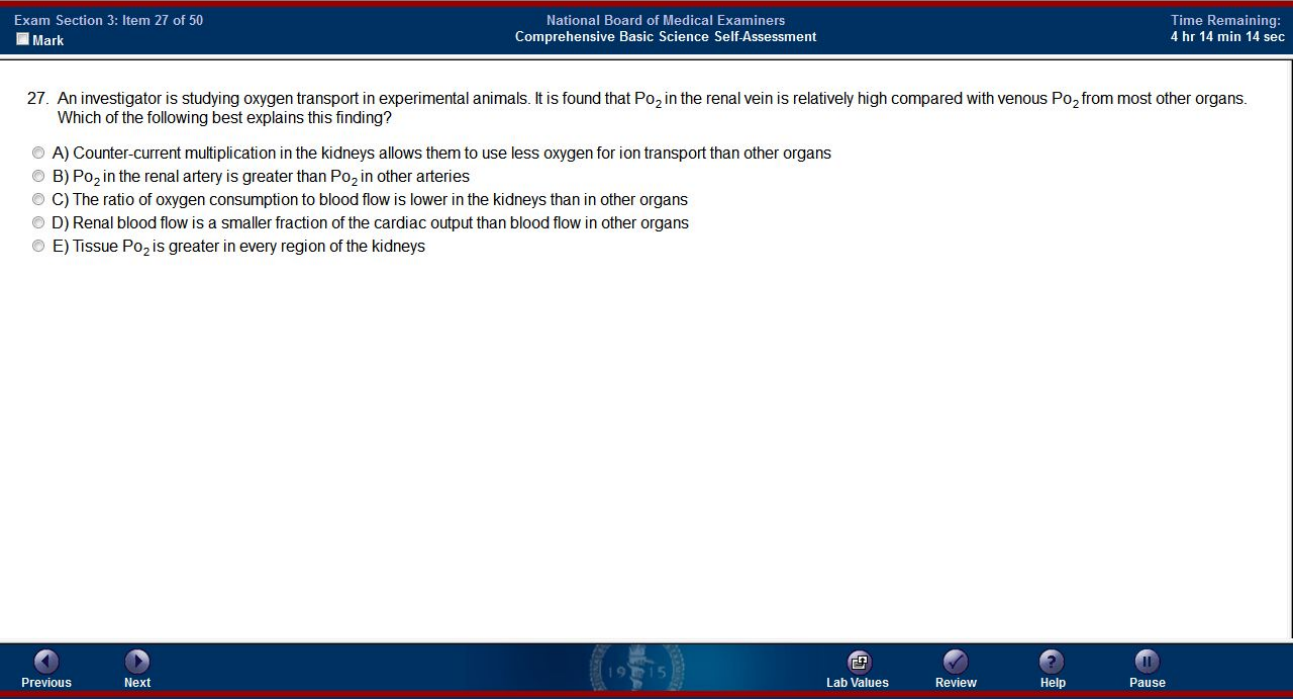 Exam Section 3: Item 27 of 50
National Board of Medical Examiners
Time Remaining:
Mark
Comprehensive Basic Science Self-Assessment
4 hr 14 min 14 sec
27. An investigator is studying oxygen transport in experimental animals. It is found that Po₂ in the renal vein is relatively high compared with venous Po₂ from most other organs.
Which of the following best explains this finding?
A) Counter-current multiplication in the kidneys allows them to use less oxygen for ion transport than other organs
B) Po₂ in the renal artery is greater than Po₂ in other arteries
C) The ratio of oxygen consumption to blood flow is lower in the kidneys than in other organs
D) Renal blood flow is a smaller fraction of the cardiac output than blood flow in other organs
E) Tissue Po₂ is greater in every region of the kidneys
1915
Previous
Next
Lab Values
Review
Help
Pause